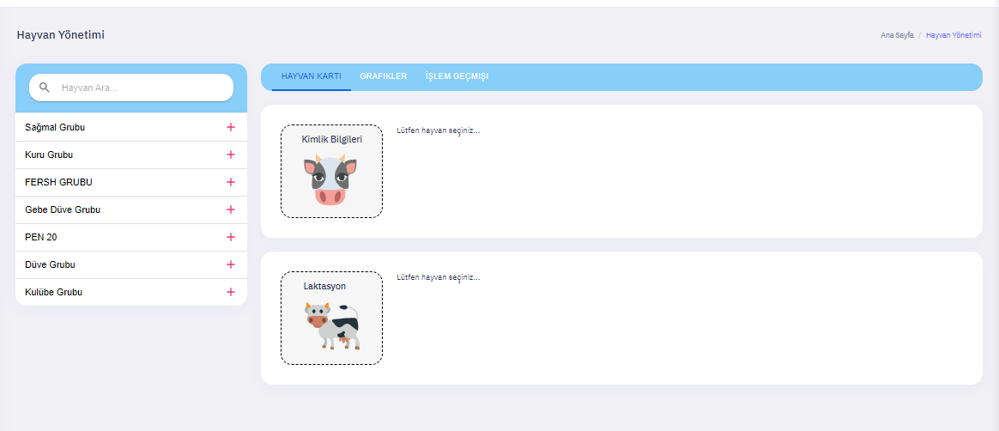 Hayvan Yönetimi
Ana Sayfa / Hayvan Yönetimi
Hayvan Ara...
Sağmal Grubu
Kuru Grubu
FERSH GRUBU
Gebe Düve Grubu
PEN 20
Düve Grubu
Kulübe Grubu
HAYVAN KARTI GRAFIKLER İŞLEM GEÇMIŞI
Kimlik Bilgileri
Lütfen hayvan seçiniz...
Laktasyon
Lütfen hayvan seçiniz...